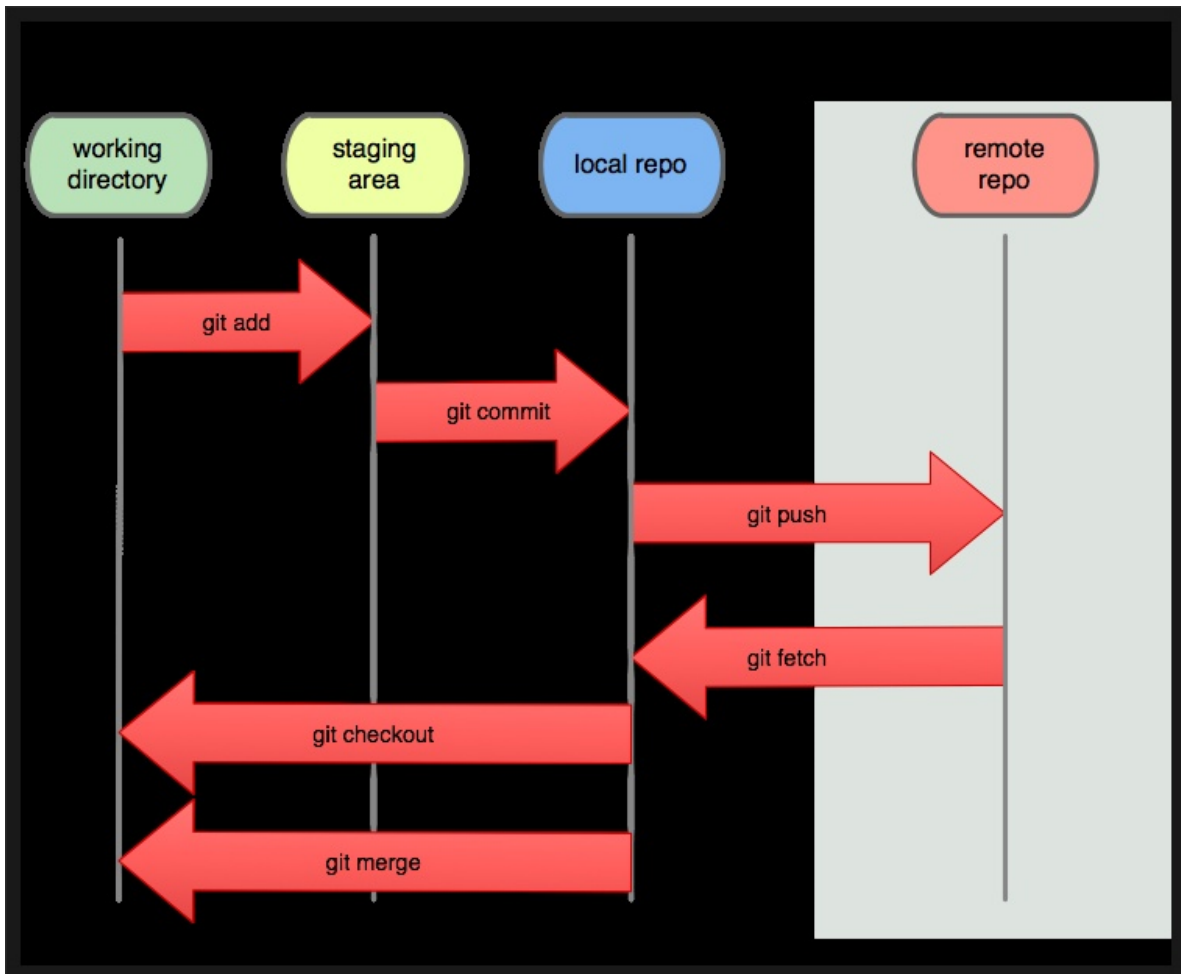 working
directory
staging
area
local repo
remote
repo
git add
git commit
git push
git fetch
git checkout
git merge